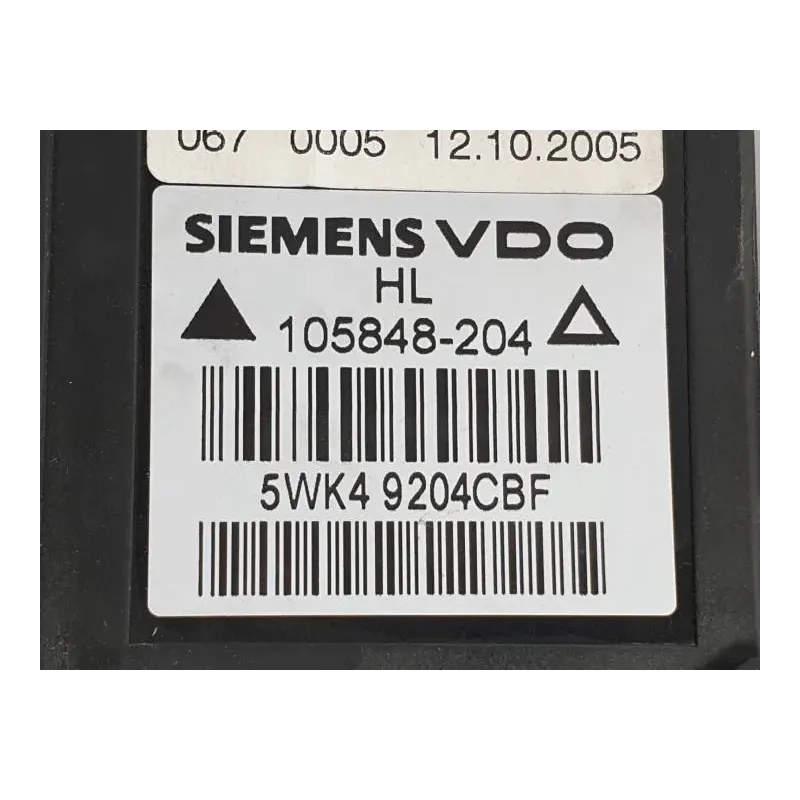 067 0005 12.10.2005
SIEMENS VDO
HL
105848-204
5WK4 9204CBF